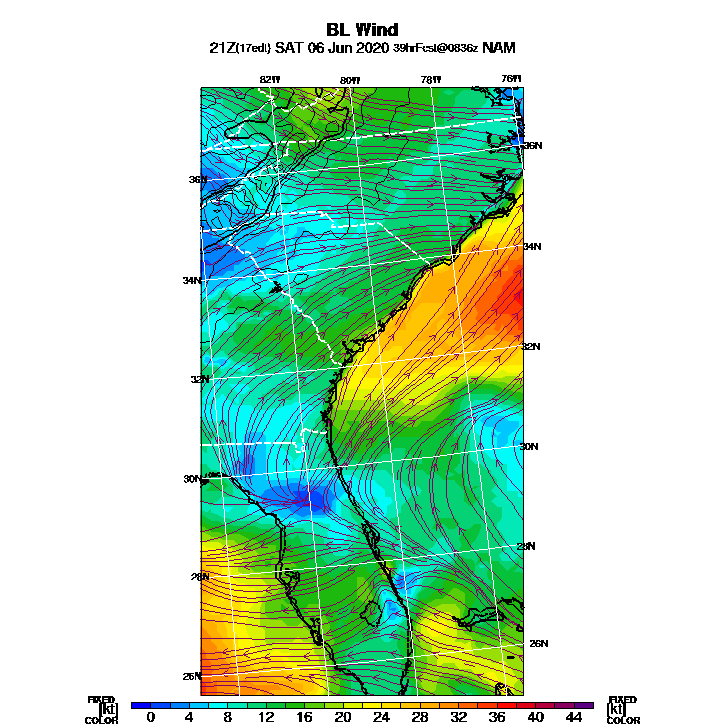 BL Wind
21Z(17edt) SAT 06 Jun 2020 39hrFcst@0836z NAM
82W 80W 78W 76W
36N
36N
34N
34N
32N
32N
30N
30N
28N
28N
26N
26N
FIXED FIXED
[kt] 0 4 8 12 16 20 24 28 32 36 40 44 [kt]
COLOR COLOR